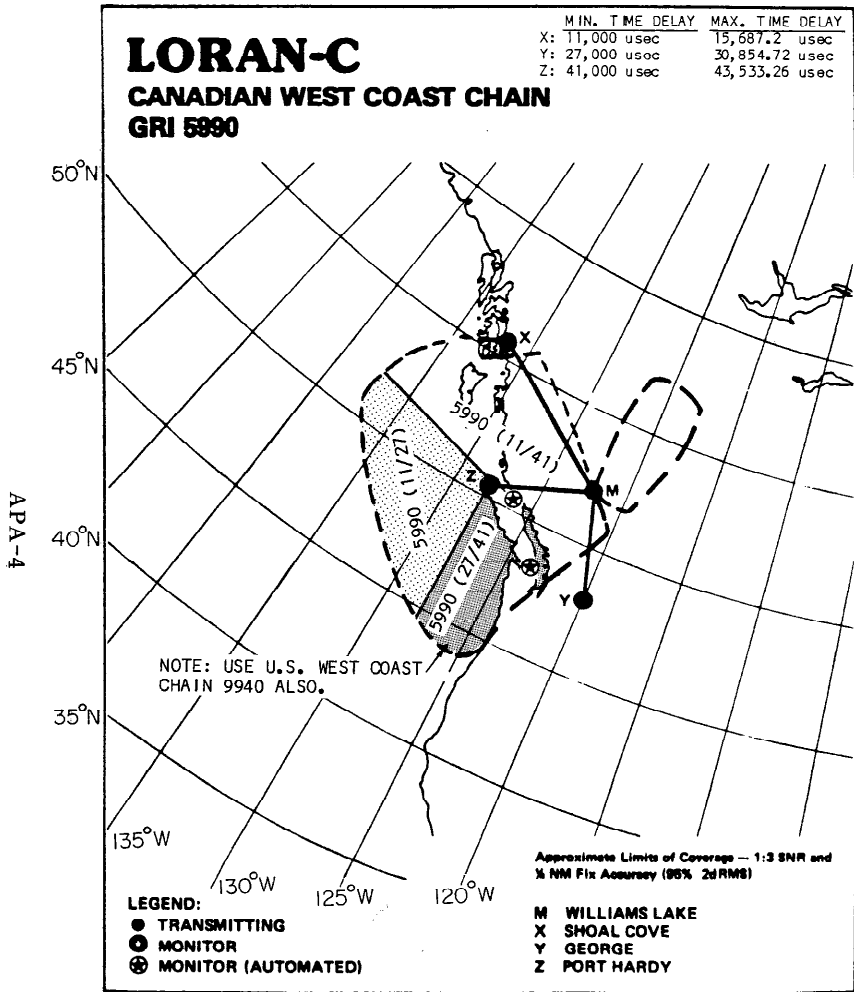 MIN. TIME DELAY MAX. TIME DELAY
X: 11,000 usec 15,687.2 usec
Y: 27,000 usoc 30,854.72 usec
Z: 41,000 usec 43,533.26 usec
LORAN-C
CANADIAN WEST COAST CHAIN
GRI 5990
50°N
45°N
40°N
35°N
X
5990 (11/41)
5990 (11/27)
Z
M
5990 (27/41)
Y
NOTE: USE U.S. WEST COAST
CHAIN 9940 ALSO.
135°W
130°W
125°W
120°W
Approximate Limits of Coverage — 1:3 SNR and
¼ NM Fix Accuracy (95% 2dRMS)
LEGEND:
TRANSMITTING
MONITOR
MONITOR (AUTOMATED)
M WILLIAMS LAKE
X SHOAL COVE
Y GEORGE
Z PORT HARDY
APA-4